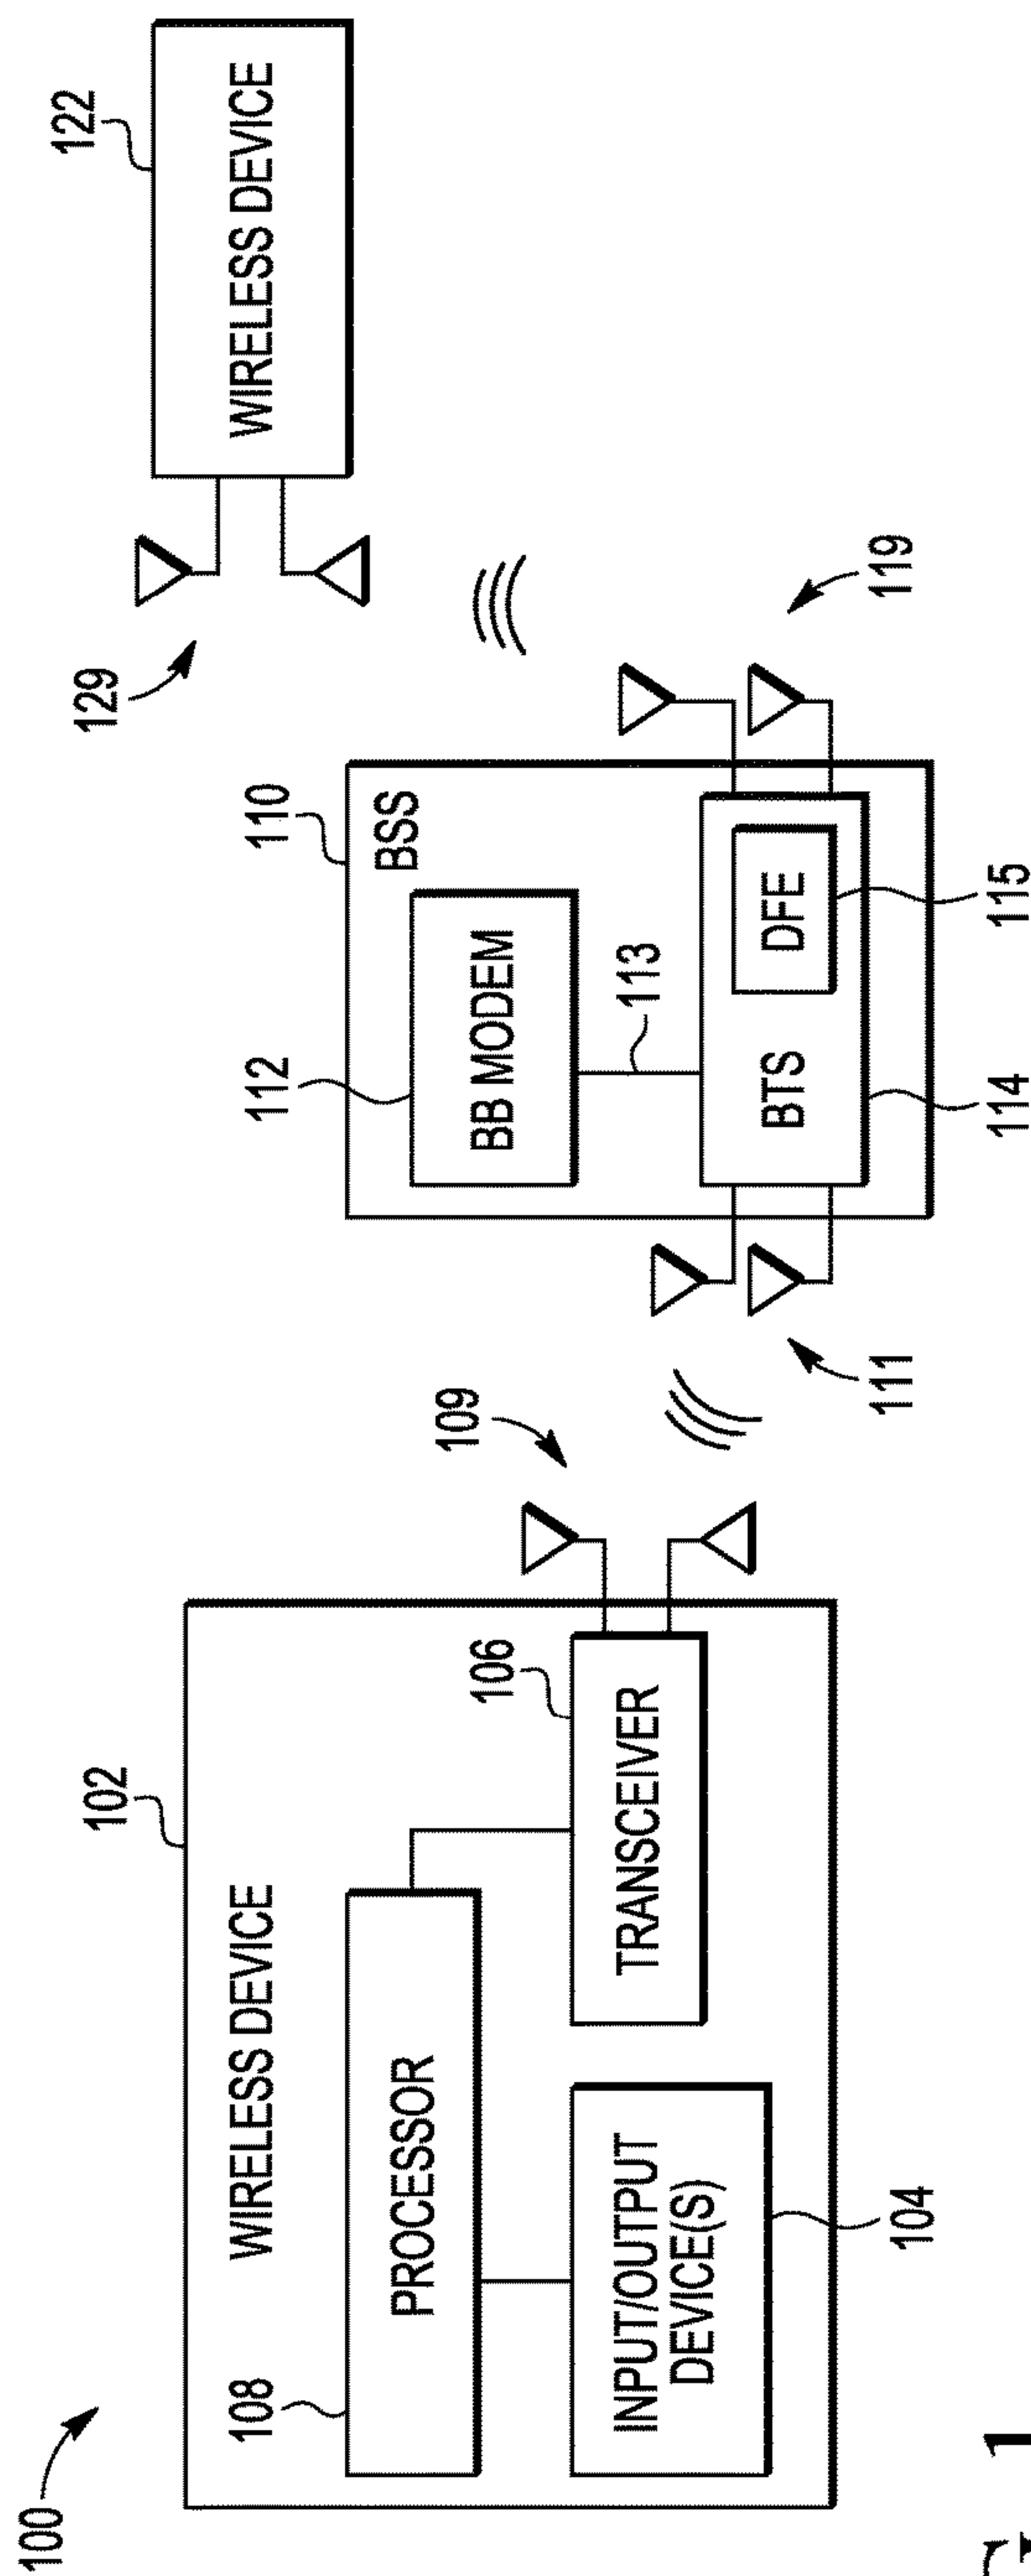 100
102
WIRELESS DEVICE
108
PROCESSOR
106
TRANSCEIVER
INPUT/OUTPUT
DEVICE(S)
104
109
111
110
BSS
112
BB MODEM
113
BTS
DFE
114
115
119
129
122
WIRELESS DEVICE
1